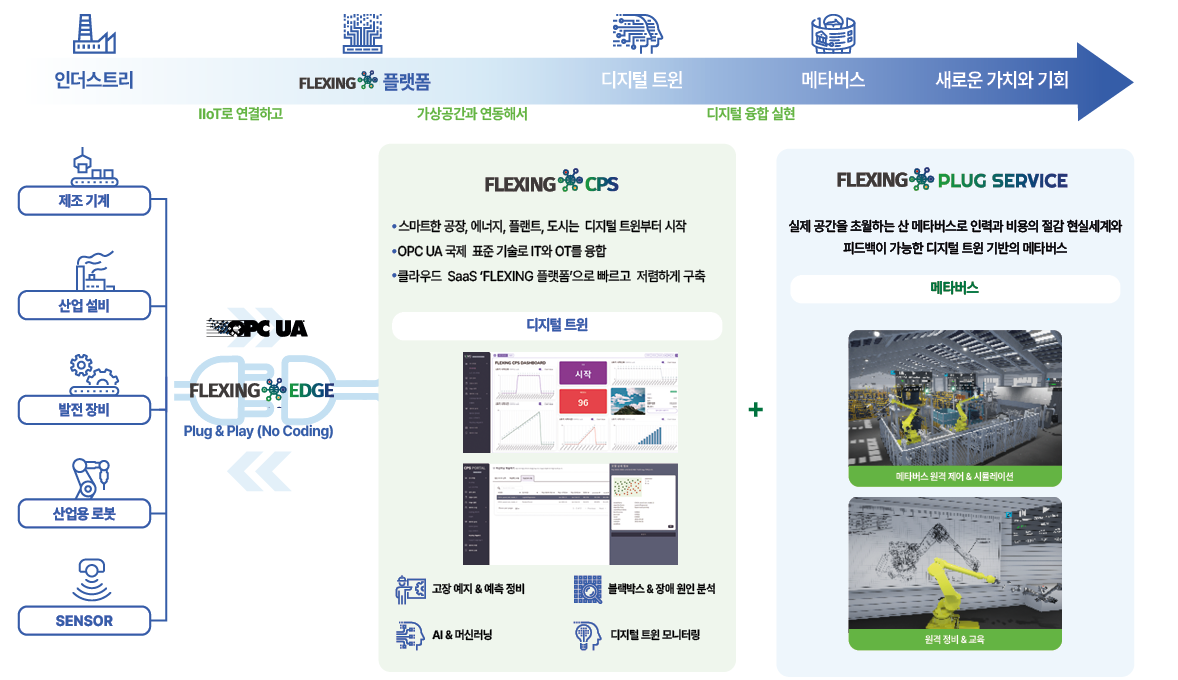 인더스트리
FLEXING 플랫폼
디지털 트윈
메타버스
새로운 가치와 기회
IIoT로 연결하고
가상공간과 연동해서
디지털 융합 실현
제조 기계
산업 설비
발전 장비
산업용 로봇
SENSOR
OPC UA
FLEXING EDGE
Plug & Play (No Coding)
FLEXING CPS
•스마트한 공장, 에너지, 플랜트, 도시는 디지털 트윈부터 시작
•OPC UA 국제 표준 기술로 IT와 OT를 융합
•클라우드 SaaS ‘FLEXING 플랫폼’으로 빠르고 저렴하게 구축
디지털 트윈
FLEXING CPS DASHBOARD
시작
96
CPS PORTAL
고장 예지 & 예측 정비
블랙박스 & 장애 원인 분석
AI & 머신러닝
디지털 트윈 모니터링
+
FLEXING PLUG SERVICE
실제 공간을 초월하는 산 메타버스로 인력과 비용의 절감 현실세계와
피드백이 가능한 디지털 트윈 기반의 메타버스
메타버스
메타버스 원격 제어 & 시뮬레이션
원격 정비 & 교육